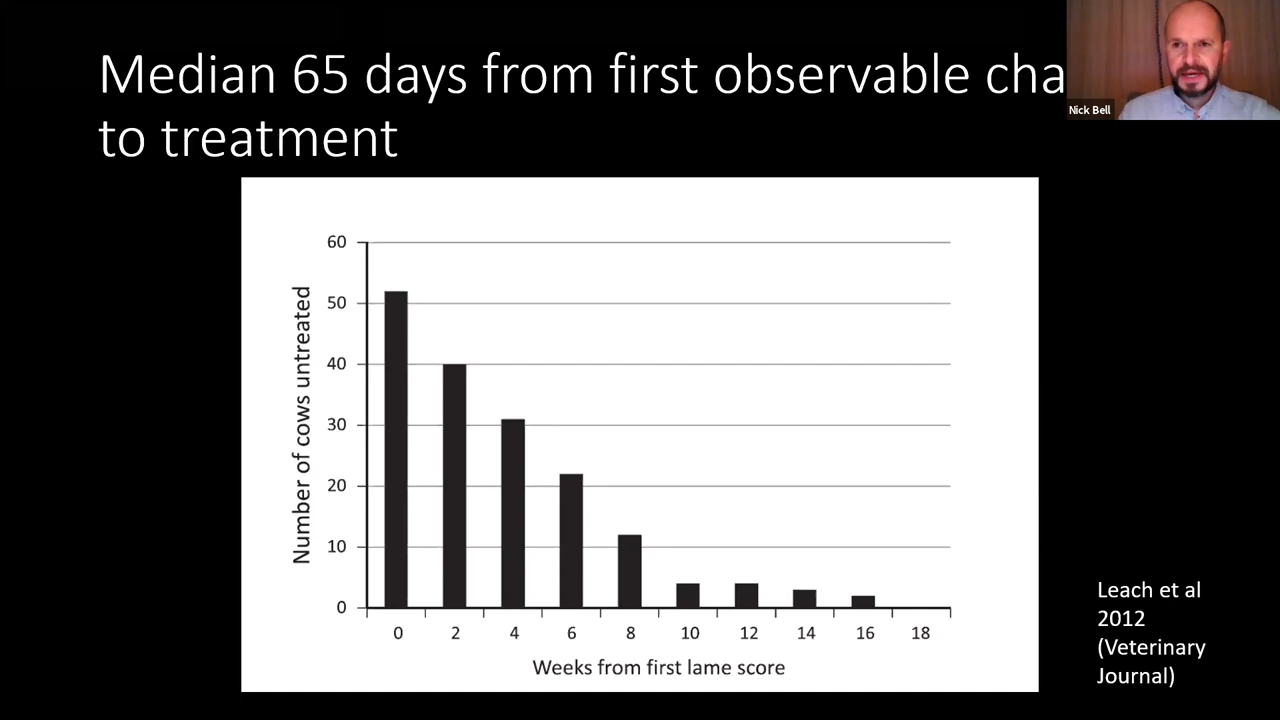 Median 65 days from first observable cha
to treatment
Nick Bell
Number of cows untreated
60
50
40
30
20
10
0
0 2 4 6 8 10 12 14 16 18
Weeks from first lame score
Leach et al
2012
(Veterinary
Journal)